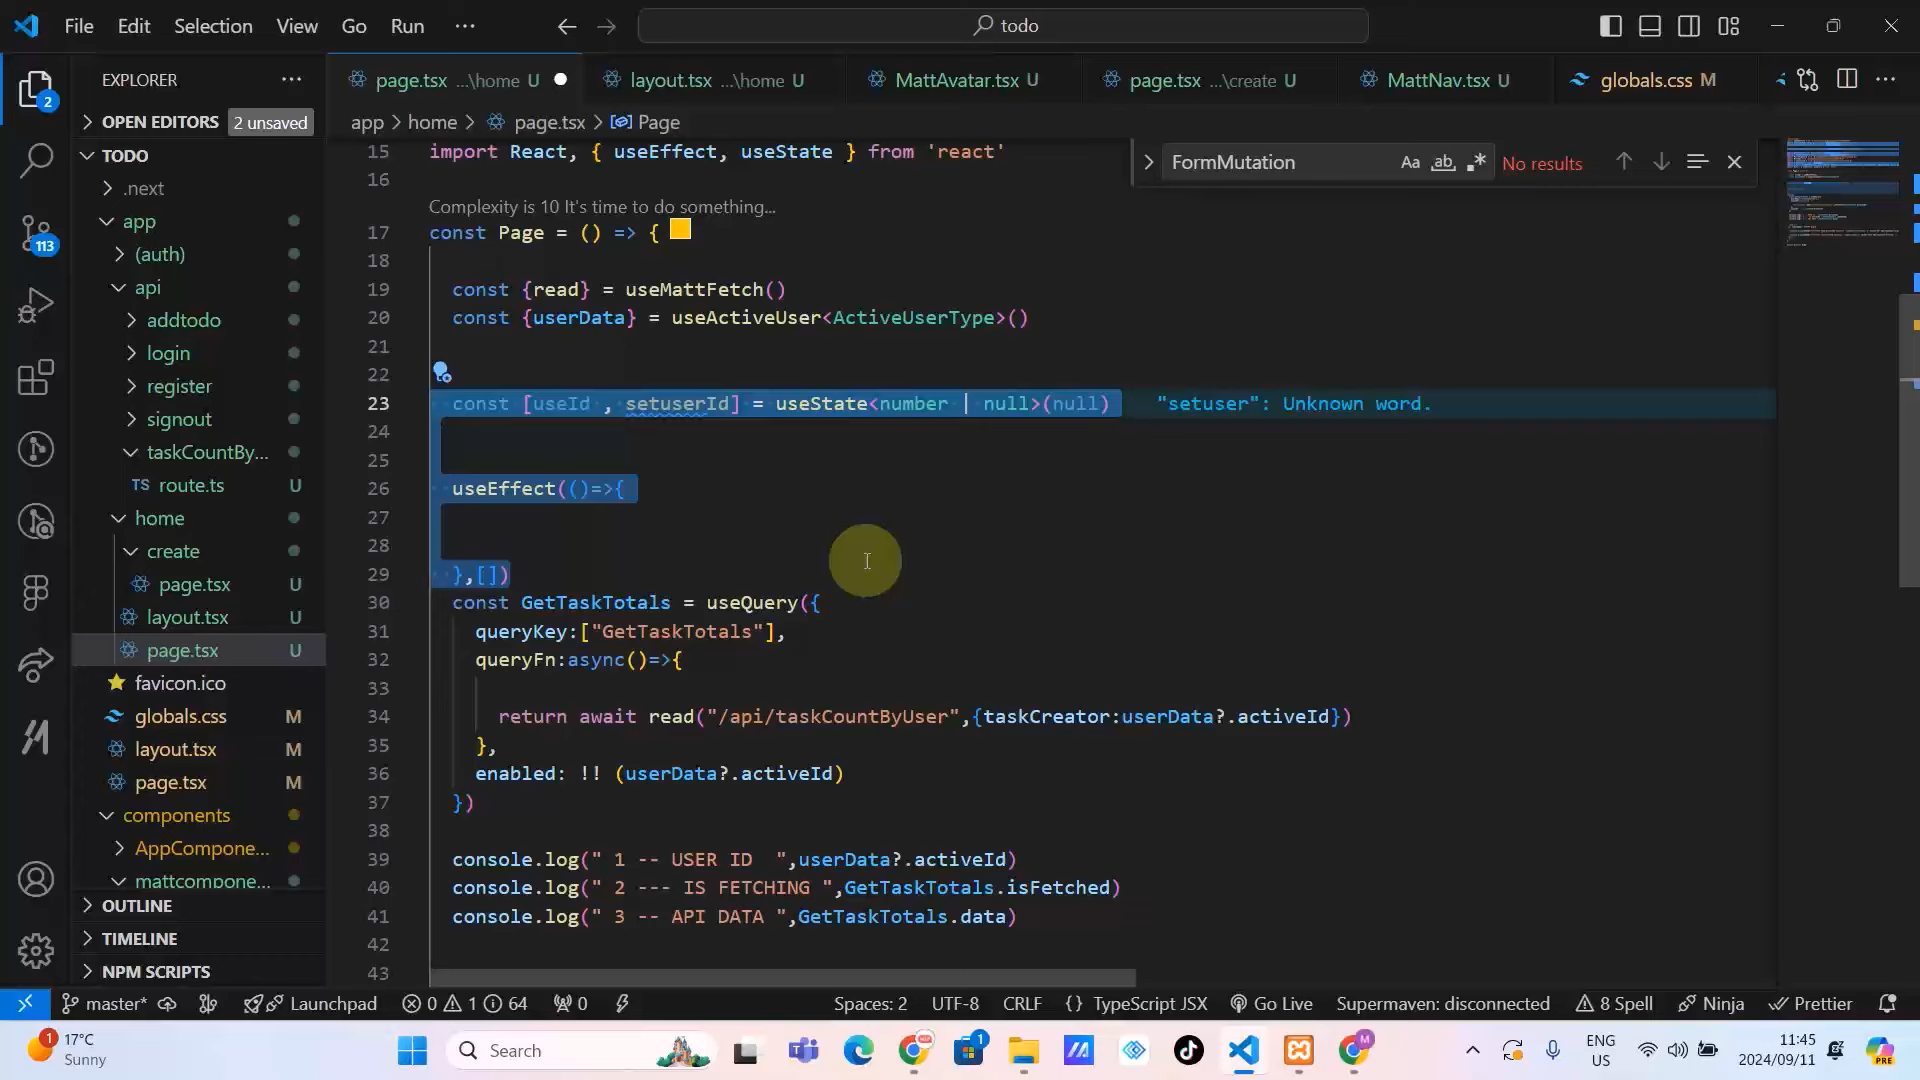 File Edit Selection View Go Run ··· todo
EXPLORER
page.tsx ...\home U
layout.tsx ...\home U
MattAvatar.tsx U
page.tsx ...\create U
MattNav.tsx U
globals.css M
OPEN EDITORS 2 unsaved
app > home > page.tsx > Page
TODO
.next
app
(auth)
api
addtodo
login
register
signout
taskCountBy...
TS route.ts U
home
create
page.tsx U
layout.tsx U
page.tsx U
favicon.ico
globals.css M
layout.tsx M
page.tsx M
components
AppCompone...
mattcompone...
OUTLINE
TIMELINE
NPM SCRIPTS
2
113
FormMutation Aa ab No results
15 import React, { useEffect, useState } from 'react'
16
Complexity is 10 It's time to do something...
17 const Page = () => {
18
19 const {read} = useMattFetch()
20 const {userData} = useActiveUser<ActiveUserType>()
21
22
23 const [useId , setuserId] = useState<number | null>(null) "setuser": Unknown word.
24
25
26 useEffect(()=>{
27
28
29 },[])
30 const GetTaskTotals = useQuery({
31 queryKey:["GetTaskTotals"],
32 queryFn:async()=>{
33
34 return await read("/api/taskCountByUser",{taskCreator:userData?.activeId})
35 },
36 enabled: !! (userData?.activeId)
37 })
38
39 console.log(" 1 -- USER ID ",userData?.activeId)
40 console.log(" 2 --- IS FETCHING ",GetTaskTotals.isFetched)
41 console.log(" 3 -- API DATA ",GetTaskTotals.data)
42
43
master* Launchpad 0 1 64 0 Spaces: 2 UTF-8 CRLF {} TypeScript JSX Go Live Supermaven: disconnected 8 Spell Ninja Prettier
1 17°C
Sunny
Search
1
M
ENG
US
11:45
2024/09/11
PRE